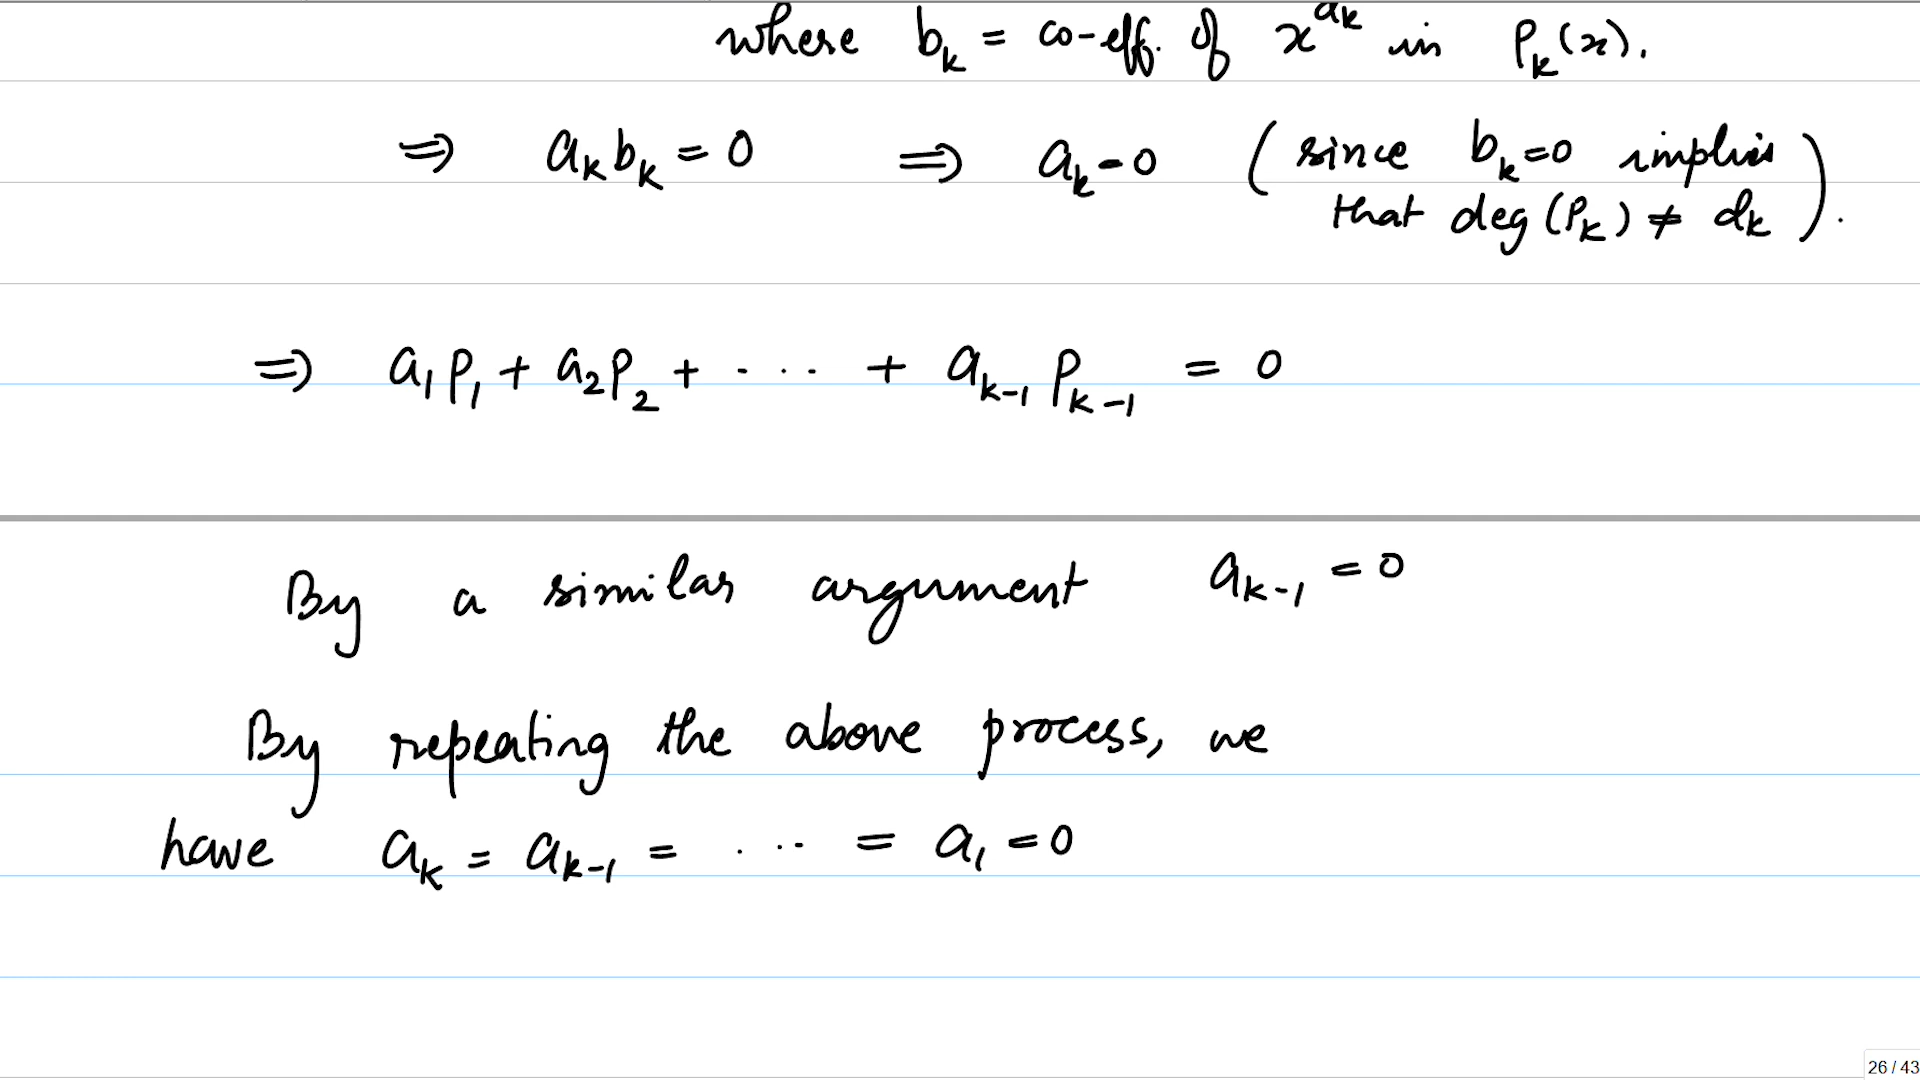 where b_k = co-eff. of x^{d_k} in P_k(x).
⇒ a_k b_k = 0 ⇒ a_k = 0 ( since b_k = 0 implies
that deg (P_k) ≠ d_k ).
⇒ a_1 P_1 + a_2 P_2 + ..... + a_{k-1} P_{k-1} = 0
By a similar argument a_{k-1} = 0
By repeating the above process, we
have a_k = a_{k-1} = .... = a_1 = 0
26 / 43